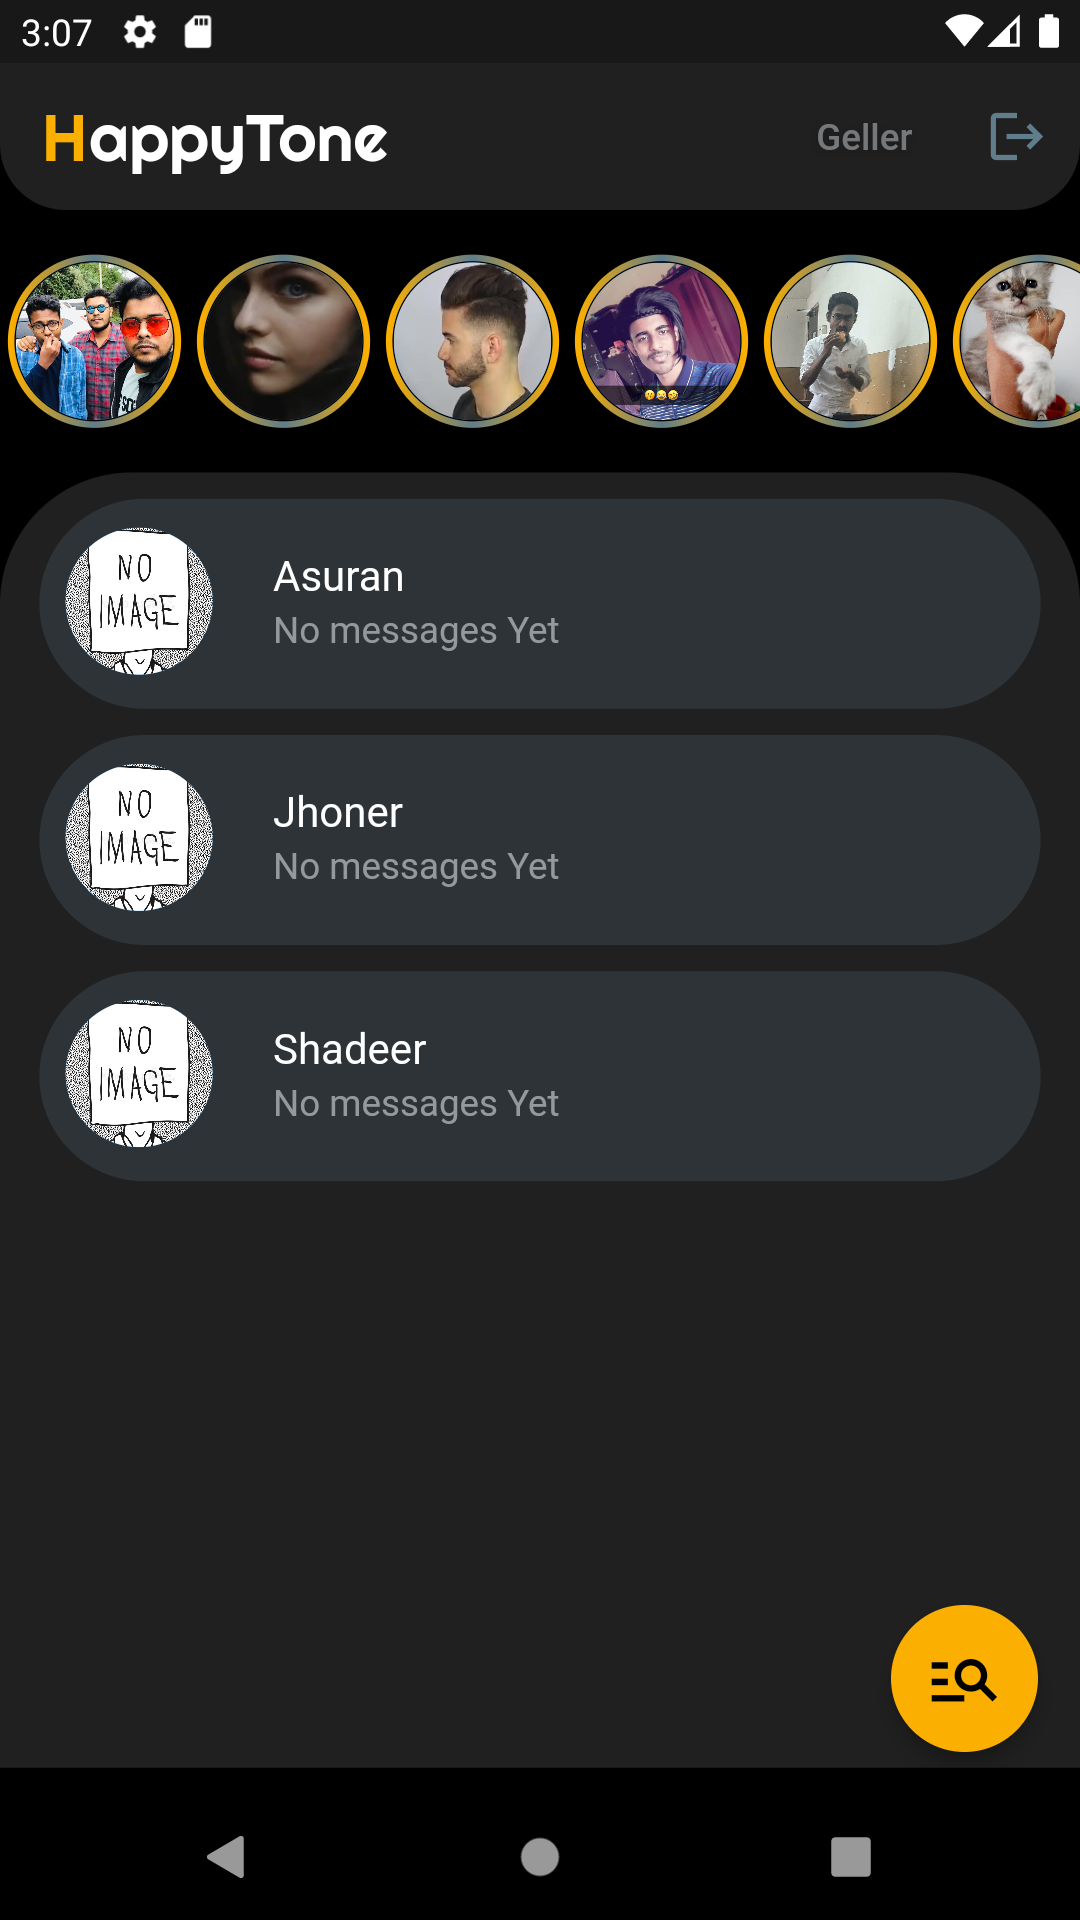 3:07
HappyTone
Geller
NO
IMAGE
Asuran
No messages Yet
NO
IMAGE
Jhoner
No messages Yet
NO
IMAGE
Shadeer
No messages Yet